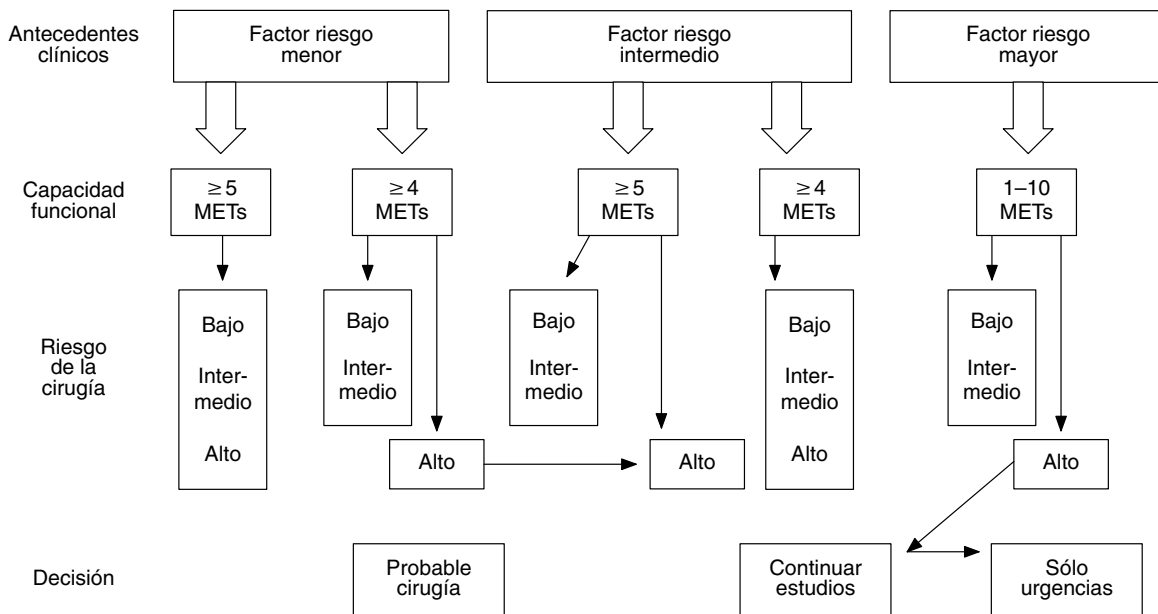 Antecedentes
clínicos
Factor riesgo
menor
Factor riesgo
intermedio
Factor riesgo
mayor
Capacidad
funcional
≥ 5
METs
≥ 4
METs
≥ 5
METs
≥ 4
METs
1–10
METs
Riesgo
de la
cirugía
Bajo
Inter-
medio
Alto
Bajo
Inter-
medio
Alto
Bajo
Inter-
medio
Alto
Bajo
Inter-
medio
Alto
Bajo
Inter-
medio
Alto
Decisión
Probable
cirugía
Continuar
estudios
Sólo
urgencias